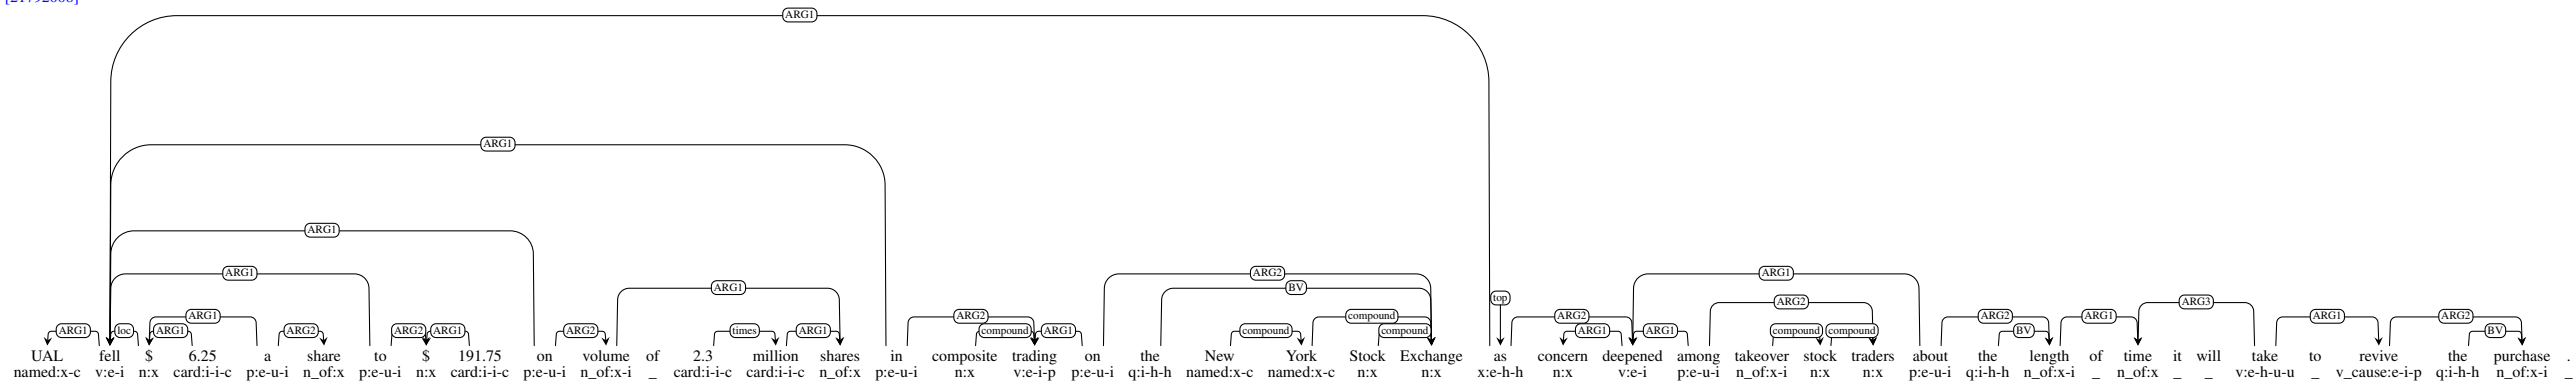 ARG1
ARG1
ARG1
ARG1 ARG2 ARG1
ARG1 BV
top
ARG2
ARG1 ARG2 compound ARG2 ARG2 ARG1 ARG3 ARG1 ARG2
ARG1 loc ARG1 ARG2 ARG2 ARG1 ARG2 times ARG1 compound ARG1 compound compound ARG1 ARG1 compound compound BV BV
UAL fell $ 6.25 a share to $ 191.75 on volume of 2.3 million shares in composite trading on the New York Stock Exchange as concern deepened among takeover stock traders about the length of time it will take to revive the purchase .
named:x-c v:e-i n:x card:i-i-c p:e-u-i n_of:x p:e-u-i n:x card:i-i-c p:e-u-i n_of:x-i _ card:i-i-c card:i-i-c n_of:x p:e-u-i n:x v:e-i-p p:e-u-i q:i-h-h named:x-c named:x-c n:x n:x x:e-h-h n:x v:e-i p:e-u-i n_of:x-i n:x n:x p:e-u-i q:i-h-h n_of:x-i _ n_of:x _ _ v:e-h-u-u _ v_cause:e-i-p q:i-h-h n_of:x-i _